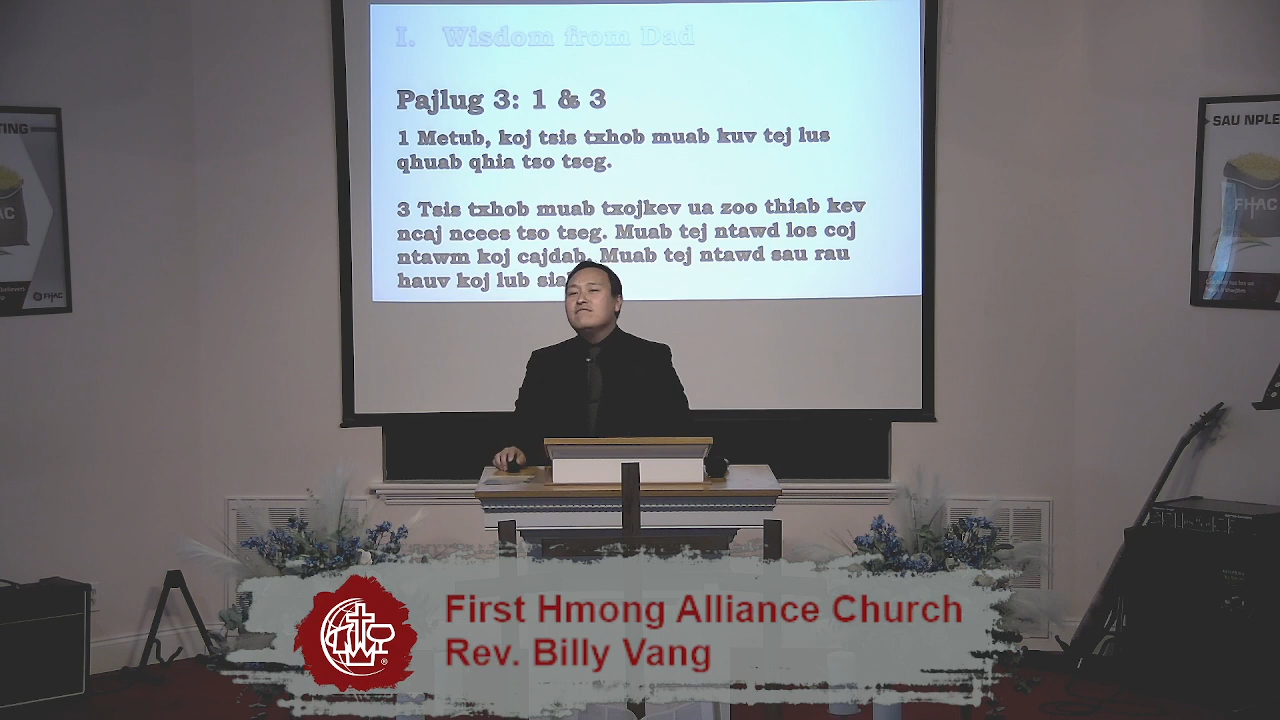 I. Wisdom from Dad
Pajlug 3: 1 & 3
1 Metub, koj tsis txhob muab kuv tej lus
qhuab qhia tso tseg.
3 Tsis txhob muab txojkev ua zoo thiab kev
ncaj ncees tso tseg. Muab tej ntawd los coj
ntawm koj cajdab. Muab tej ntawd sau rau
hauv koj lub
TING
AC
FHAC
SAU NPLE
FHAC
First Hmong Alliance Church
Rev. Billy Vang
®